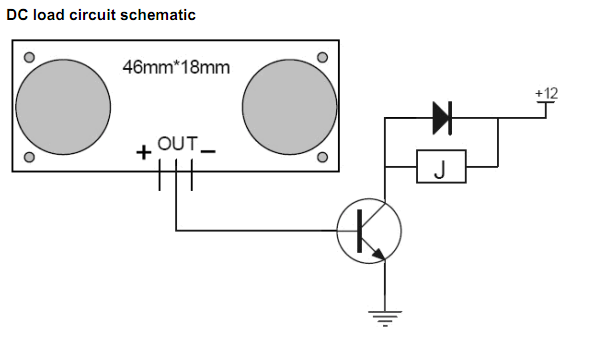 DC load circuit schematic
46mm*18mm
+ OUT −
+12
J